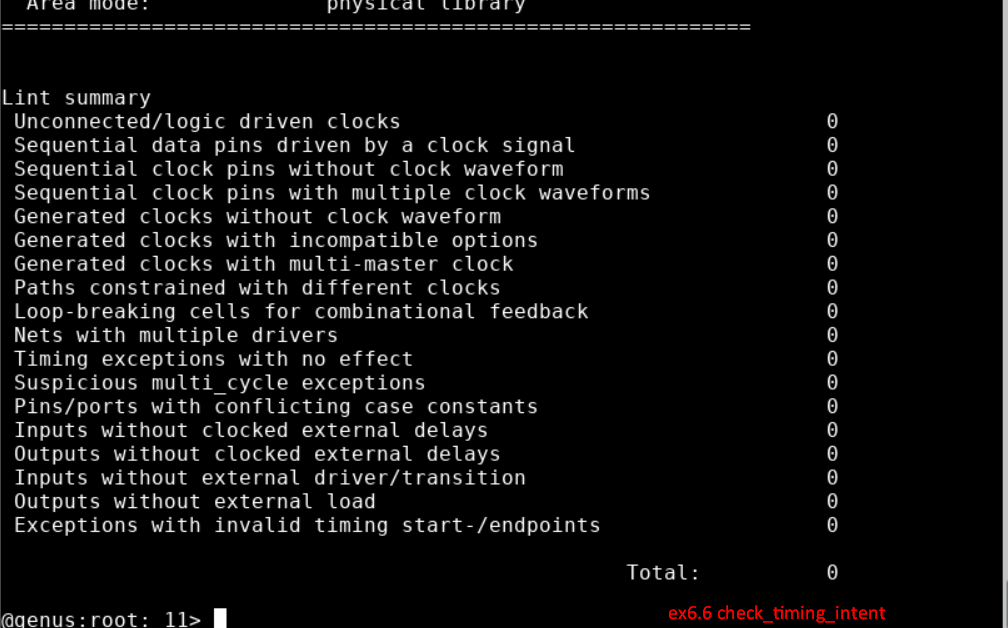 Area mode: physical library
============================================================
Lint summary
Unconnected/logic driven clocks 0
Sequential data pins driven by a clock signal 0
Sequential clock pins without clock waveform 0
Sequential clock pins with multiple clock waveforms 0
Generated clocks without clock waveform 0
Generated clocks with incompatible options 0
Generated clocks with multi-master clock 0
Paths constrained with different clocks 0
Loop-breaking cells for combinational feedback 0
Nets with multiple drivers 0
Timing exceptions with no effect 0
Suspicious multi_cycle exceptions 0
Pins/ports with conflicting case constants 0
Inputs without clocked external delays 0
Outputs without clocked external delays 0
Inputs without external driver/transition 0
Outputs without external load 0
Exceptions with invalid timing start-/endpoints 0
Total: 0
@genus:root: 11>
ex6.6 check_timing_intent